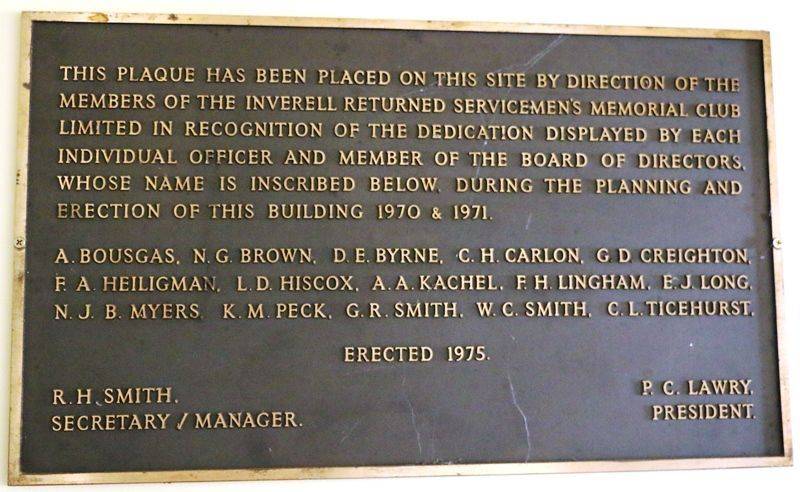 THIS PLAQUE HAS BEEN PLACED ON THIS SITE BY DIRECTION OF THE
MEMBERS OF THE INVERELL RETURNED SERVICEMEN'S MEMORIAL CLUB
LIMITED IN RECOGNITION OF THE DEDICATION DISPLAYED BY EACH
INDIVIDUAL OFFICER AND MEMBER OF THE BOARD OF DIRECTORS,
WHOSE NAME IS INSCRIBED BELOW, DURING THE PLANNING AND
ERECTION OF THIS BUILDING 1970 & 1971.
A. BOUSGAS, N. G. BROWN, D. E. BYRNE, C. H. CARLON, G. D. CREIGHTON,
F. A. HEILIGMAN, L. D. HISCOX, A. A. KACHEL, F. H. LINGHAM, E. J. LONG,
N. J. B. MYERS, K. M. PECK, G. R. SMITH, W. C. SMITH, C. L. TICEHURST,
ERECTED 1975.
R. H. SMITH,
SECRETARY / MANAGER.
P. C. LAWRY,
PRESIDENT.